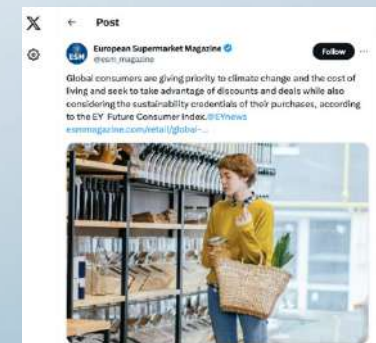 Post
European Supermarket Magazine
@esm_magazine
Follow
ESM
Global consumers are giving priority to climate change and the cost of
living and seek to take advantage of discounts and deals while also
considering the sustainability credentials of their purchases, according
to the EY Future Consumer Index.@EYnews
esmmagazine.com/retail/global-...